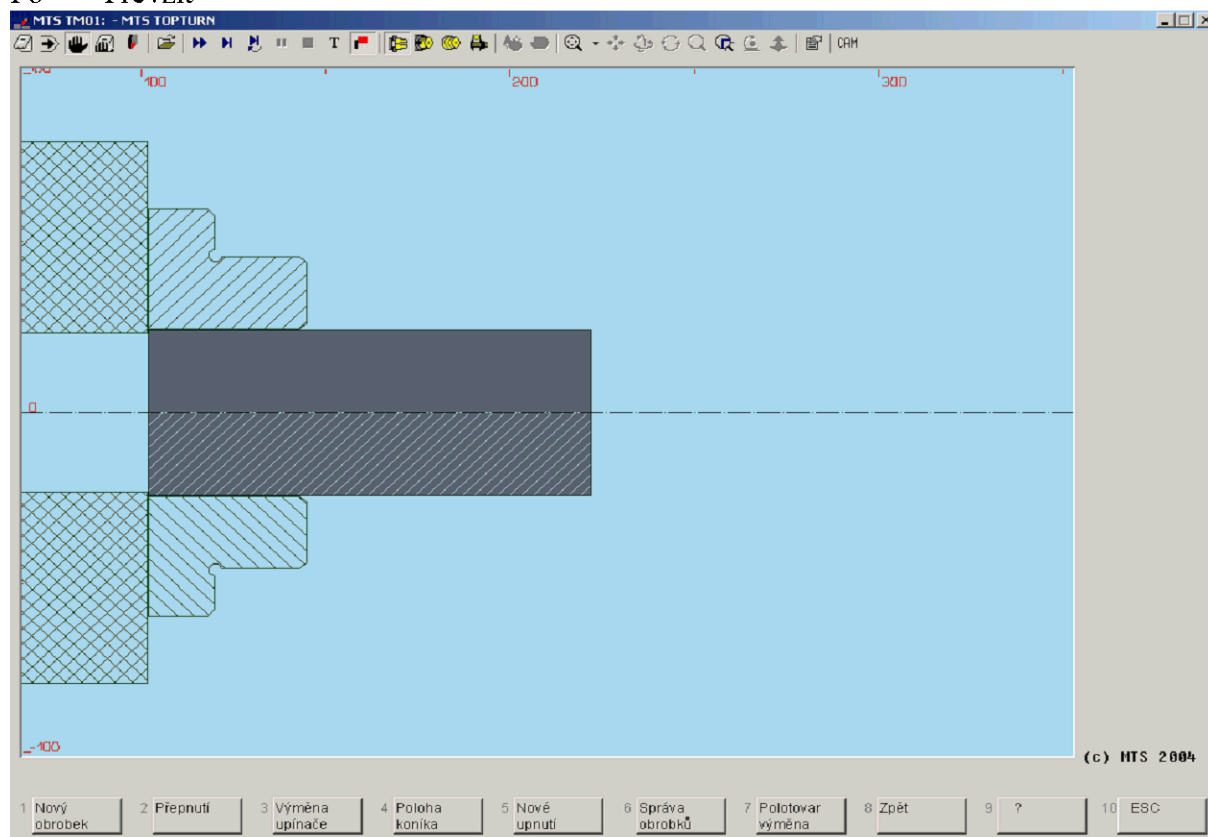 MTS TM01: - MTS TOPTURN
T
CAM
100
200
300
0
-100
(c) MTS 2004
1 Nový obrobek
2 Přepnutí
3 Výměna upínače
4 Poloha koníka
5 Nové upnutí
6 Správa obrobků
7 Polotovar výměna
8 Zpět
9 ?
10 ESC